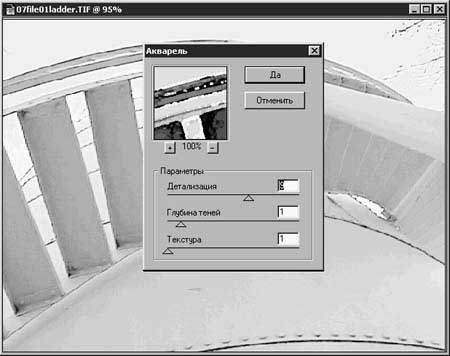 07file01ladder.TIF @ 95%
Акварель
Да
Отменить
+ 100% -
Параметры
Детализация 9
Глубина теней 1
Текстура 1